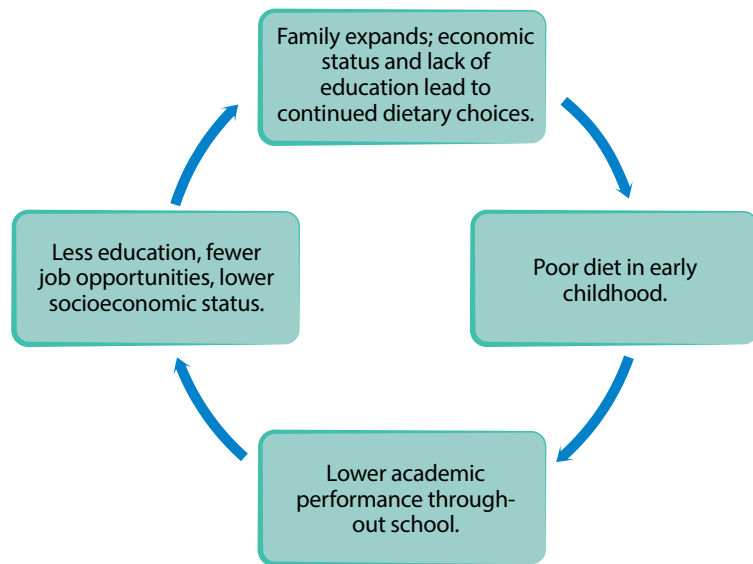 Family expands; economic
status and lack of
education lead to
continued dietary choices.
Poor diet in early
childhood.
Lower academic
performance through-
out school.
Less education, fewer
job opportunities, lower
socioeconomic status.